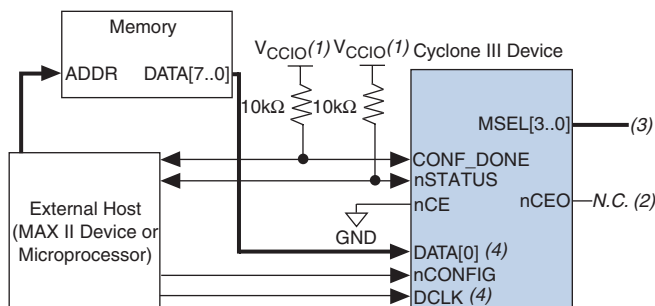 Memory
ADDR DATA[7..0]
VCCIO(1) VCCIO(1)
10kΩ 10kΩ
Cyclone III Device
MSEL[3..0] (3)
CONF_DONE
nSTATUS
nCE
nCEO N.C. (2)
GND
External Host
(MAX II Device or
Microprocessor)
DATA[0] (4)
nCONFIG
DCLK (4)